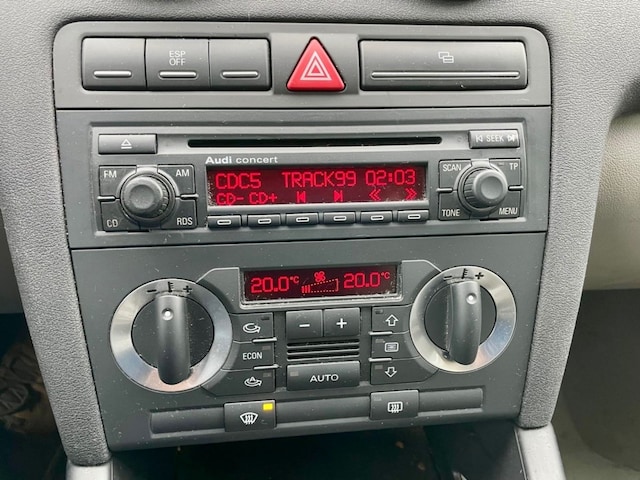 ESP OFF
SEEK
Audi concert
FM AM
SCAN TP
CDC5 TRACK99 02:03
CD- CD+
CD RDS
TONE MENU
20.0°C 20.0°C
- +
ECON
AUTO